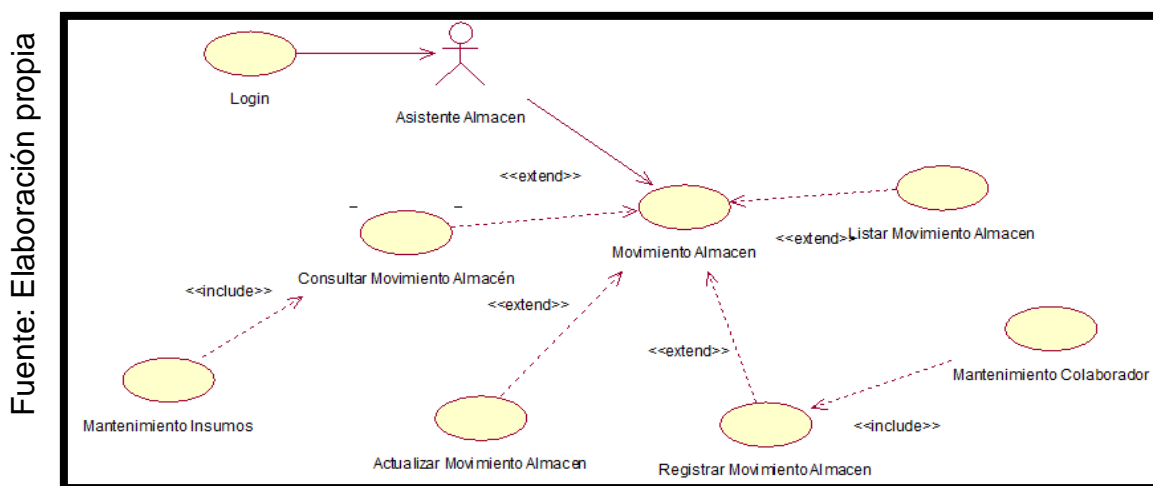 Fuente: Elaboración propia
Login
Asistente Almacen
<<extend>>
Movimiento Almacen
<<extend>>
Listar Movimiento Almacen
Consultar Movimiento Almacén
<<include>>
<<extend>>
<<extend>>
Mantenimiento Insumos
Actualizar Movimiento Almacen
Registrar Movimiento Almacen
Mantenimiento Colaborador
<<include>>